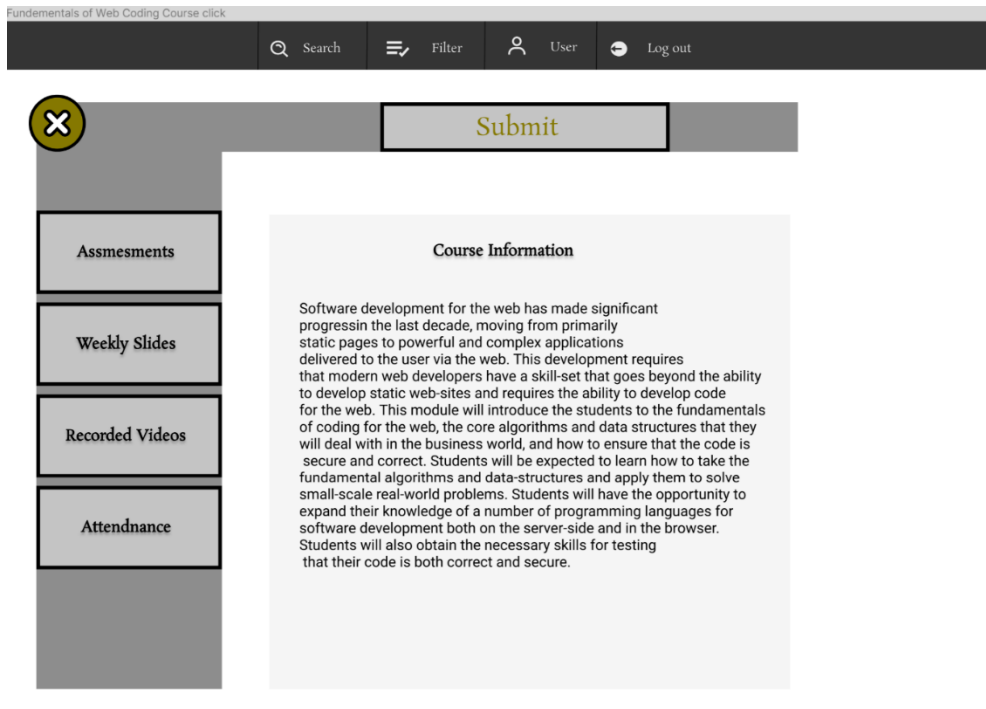 Fundementals of Web Coding Course click
Search Filter User Log out
Submit
Assmesments
Weekly Slides
Recorded Videos
Attendnance
Course Information
Software development for the web has made significant
progressin the last decade, moving from primarily
static pages to powerful and complex applications
delivered to the user via the web. This development requires
that modern web developers have a skill-set that goes beyond the ability
to develop static web-sites and requires the ability to develop code
for the web. This module will introduce the students to the fundamentals
of coding for the web, the core algorithms and data structures that they
will deal with in the business world, and how to ensure that the code is
secure and correct. Students will be expected to learn how to take the
fundamental algorithms and data-structures and apply them to solve
small-scale real-world problems. Students will have the opportunity to
expand their knowledge of a number of programming languages for
software development both on the server-side and in the browser.
Students will also obtain the necessary skills for testing
that their code is both correct and secure.